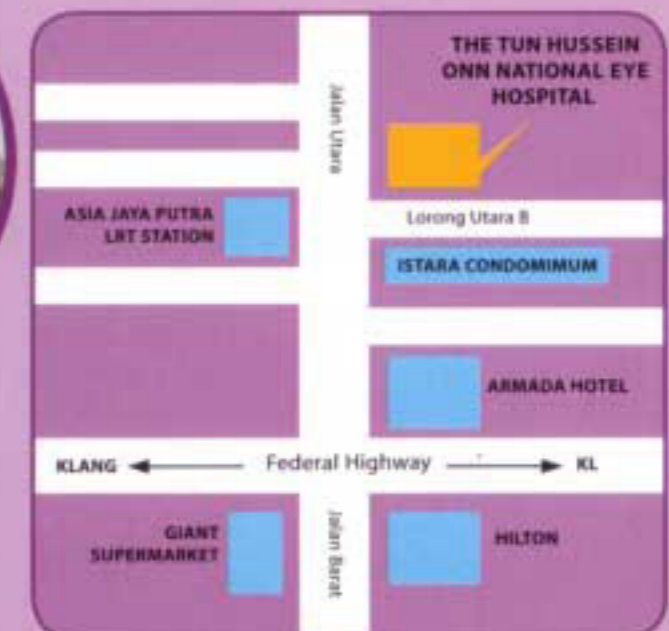 THE TUN HUSSEIN
ONN NATIONAL EYE
HOSPITAL
Jalan Utara
ASIA JAYA PUTRA
LRT STATION
Lorong Utara B
ISTARA CONDOMIMUM
ARMADA HOTEL
KLANG
Federal Highway
KL
GIANT
SUPERMARKET
Jalan Barat
HILTON